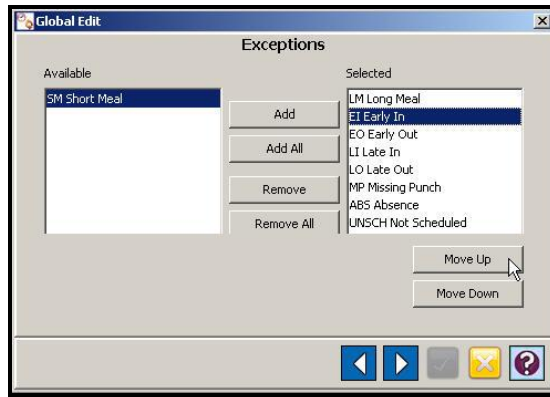 Global Edit
Exceptions
Available
Selected
SM Short Meal
Add
Add All
Remove
Remove All
LM Long Meal
EI Early In
EO Early Out
LI Late In
LO Late Out
MP Missing Punch
ABS Absence
UNSCH Not Scheduled
Move Up
Move Down
?